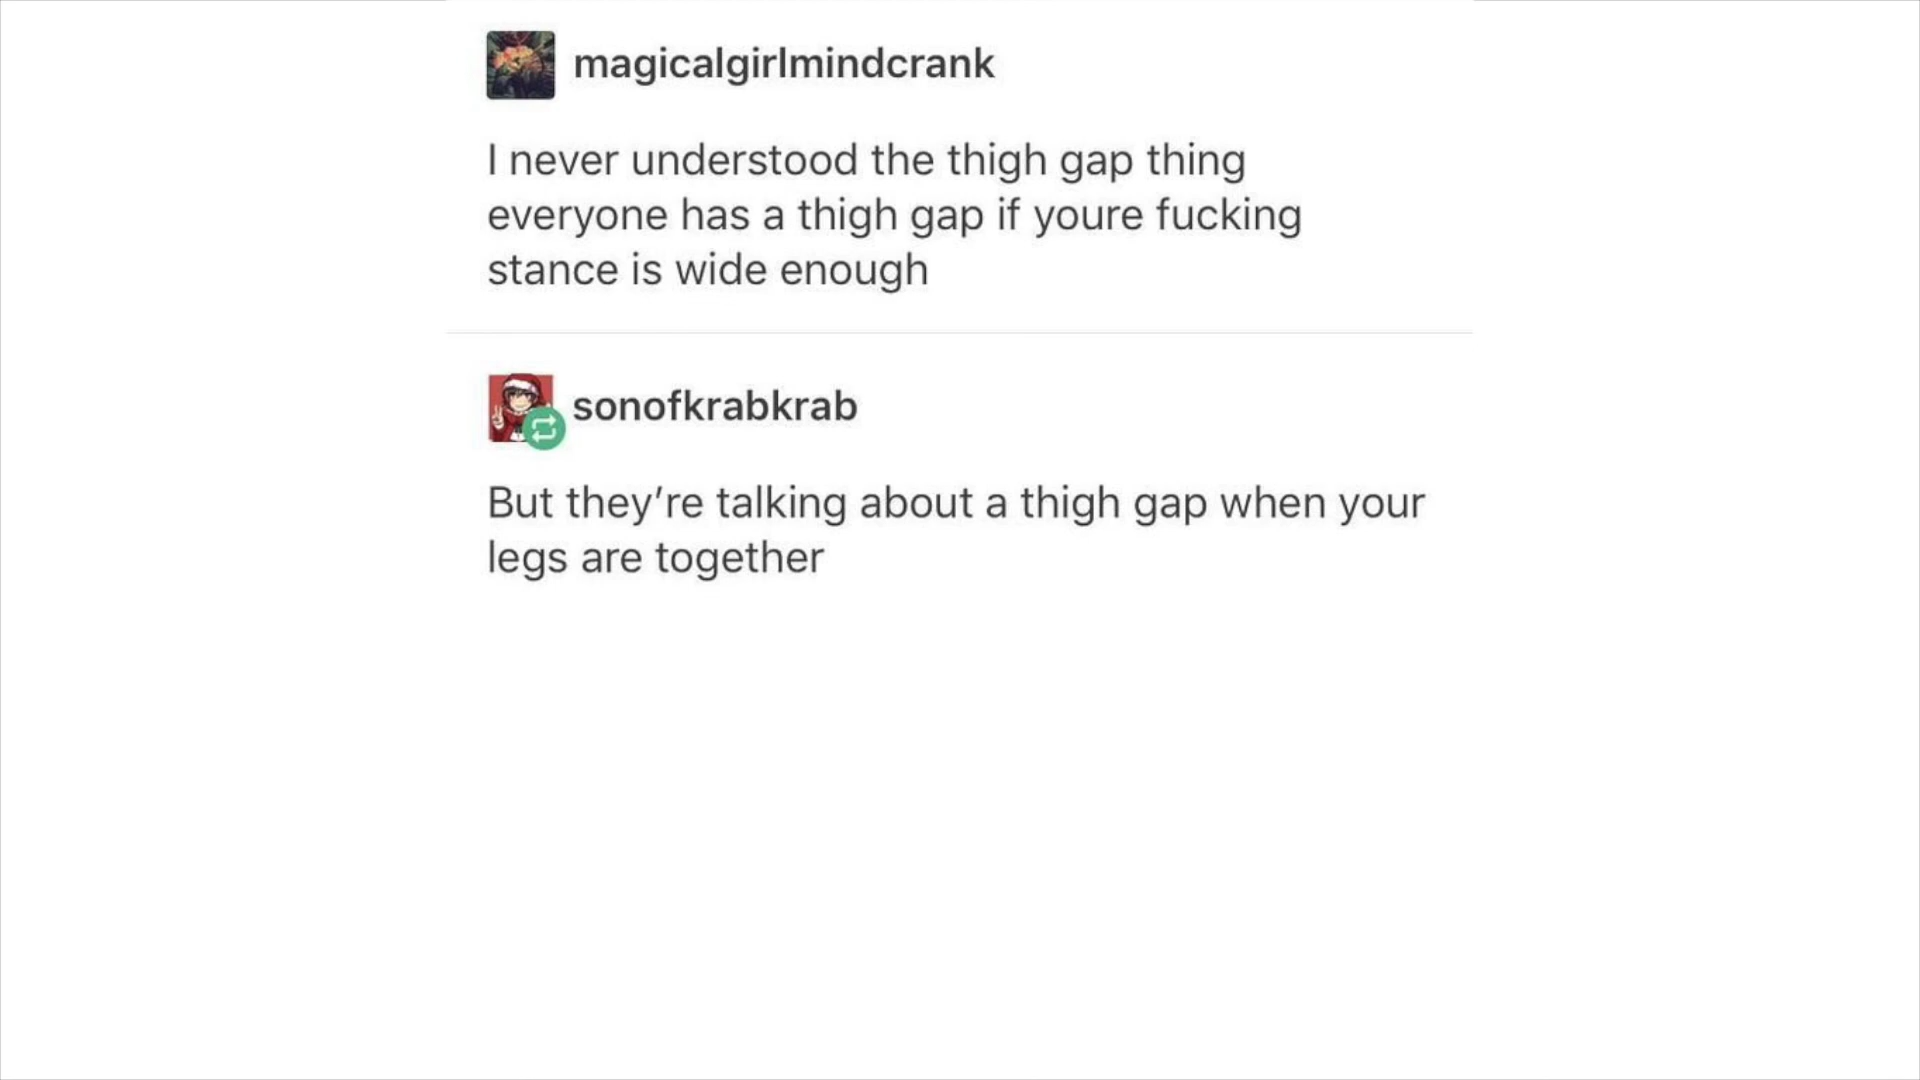 magicalgirlmindcrank
I never understood the thigh gap thing
everyone has a thigh gap if youre fucking
stance is wide enough
sonofkrabkrab
But they're talking about a thigh gap when your
legs are together